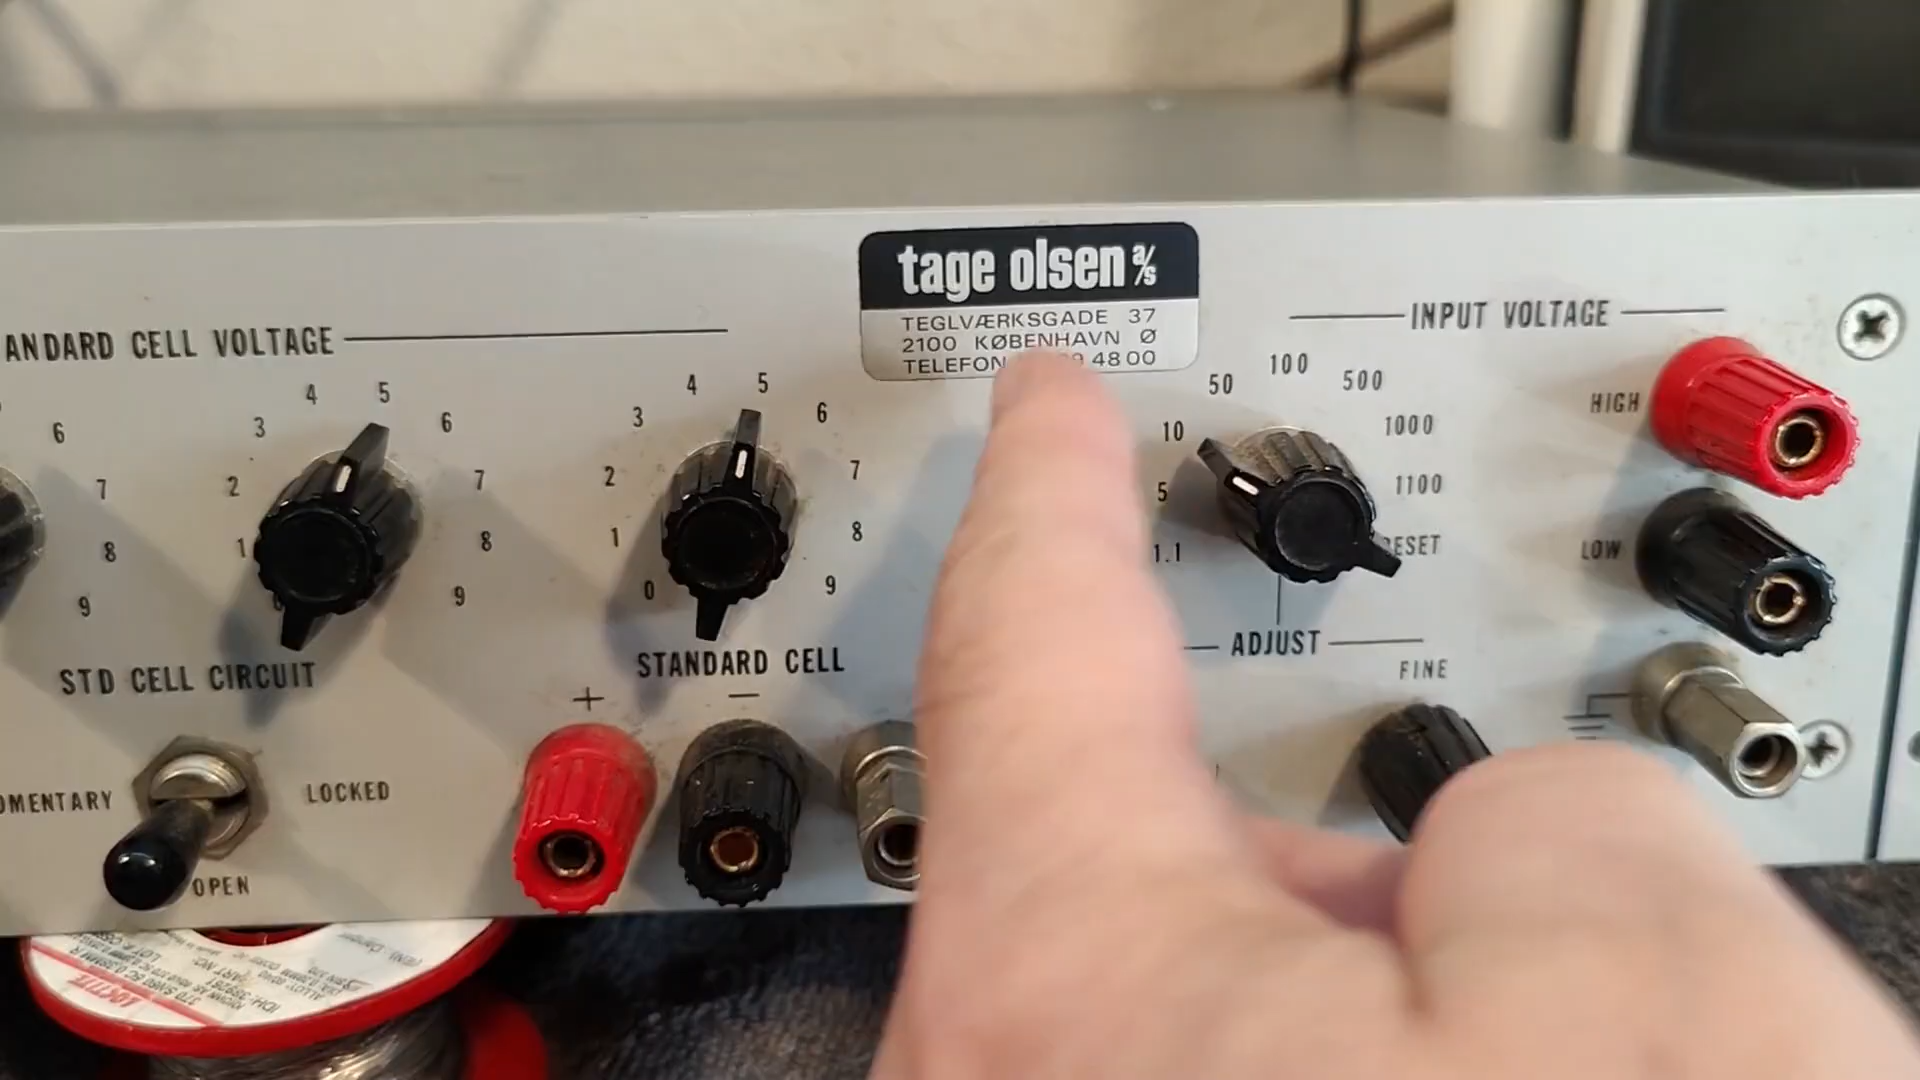 tage olsen a/s
TEGLVÆRKSGADE 37
2100 KØBENHAVN Ø
TELEFON 48 00
ANDARD CELL VOLTAGE
INPUT VOLTAGE
6 7 8 9
1 2 3 4 5 6 7 8 9
0 1 2 3 4 5 6 7 8 9
1.1 5 10 50 100 500 1000 1100 RESET
HIGH
LOW
STD CELL CIRCUIT
STANDARD CELL
+ −
ADJUST
FINE
OMENTARY
LOCKED
OPEN
LOCTITE